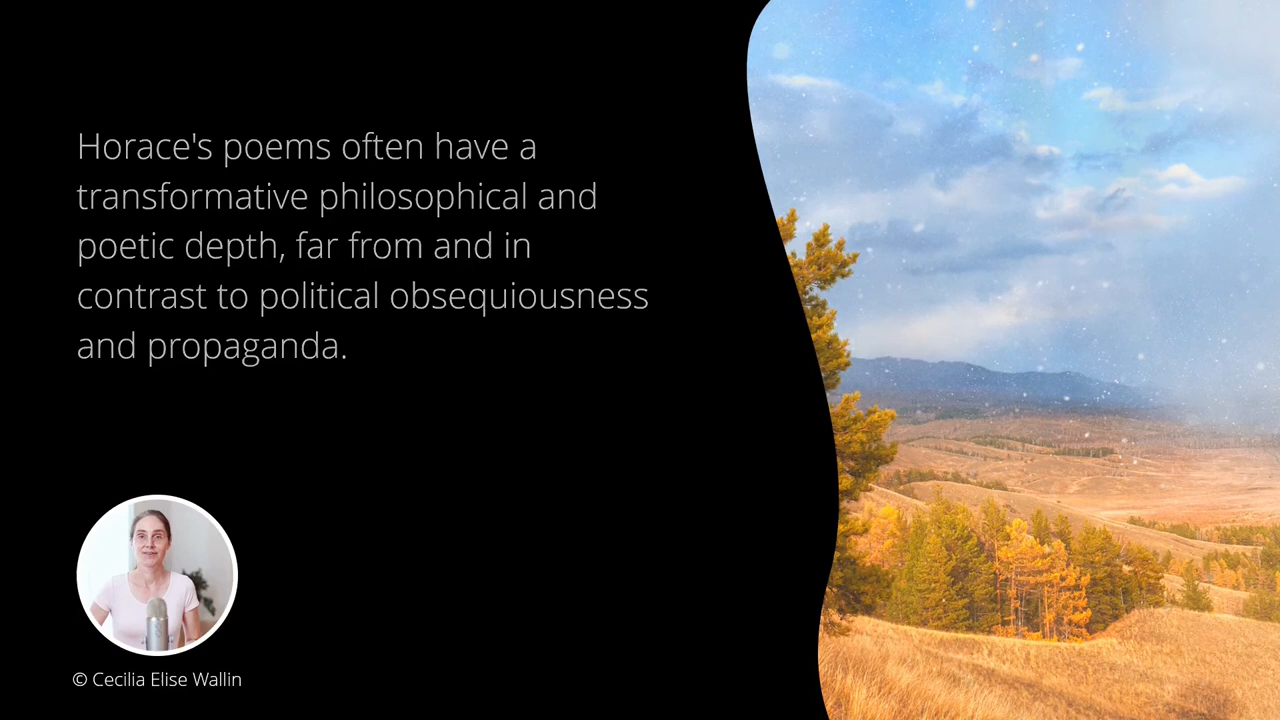 Horace's poems often have a
transformative philosophical and
poetic depth, far from and in
contrast to political obsequiousness
and propaganda.
© Cecilia Elise Wallin